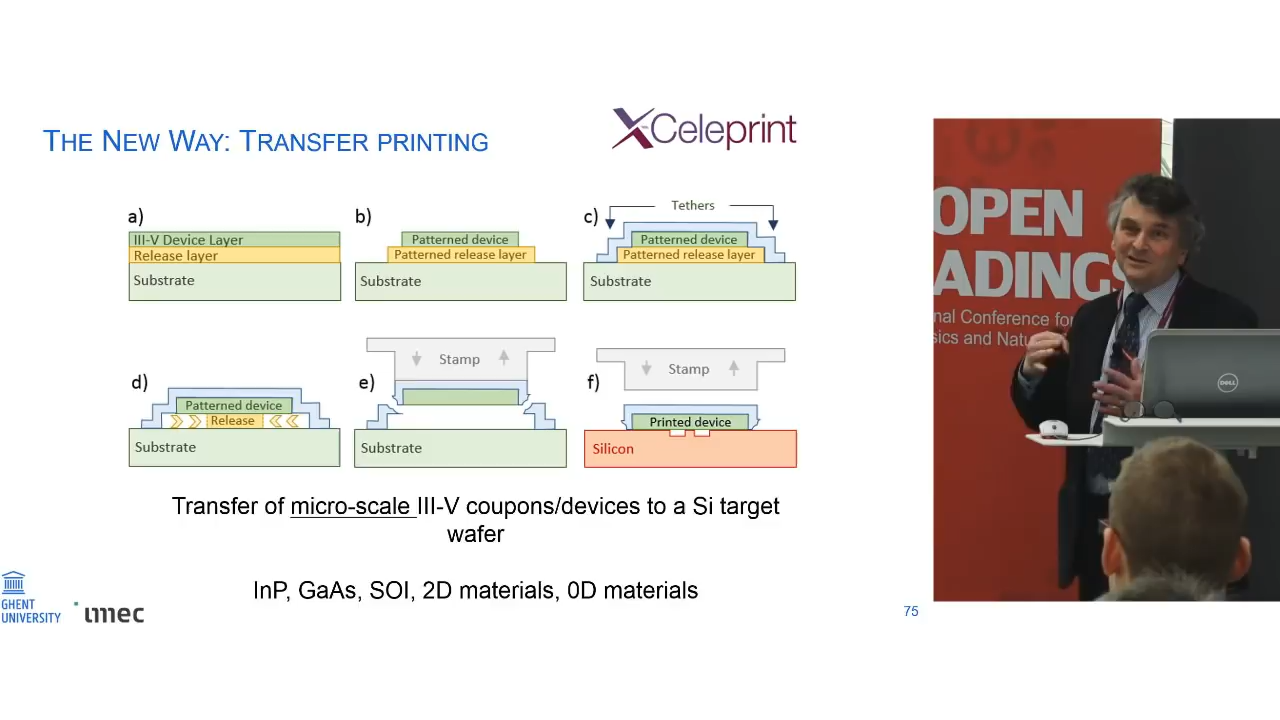 THE NEW WAY: TRANSFER PRINTING
X-Celeprint
a)
III-V Device Layer
Release layer
Substrate
b)
Patterned device
Patterned release layer
Substrate
c)
Tethers
Patterned device
Patterned release layer
Substrate
d)
Patterned device
Release
Substrate
e)
Stamp
Substrate
f)
Stamp
Printed device
Silicon
Transfer of micro-scale III-V coupons/devices to a Si target
wafer
InP, GaAs, SOI, 2D materials, 0D materials
GHENT
UNIVERSITY
imec
75
OPEN
ADINGS
nal Conference for
sics and Natu
DELL